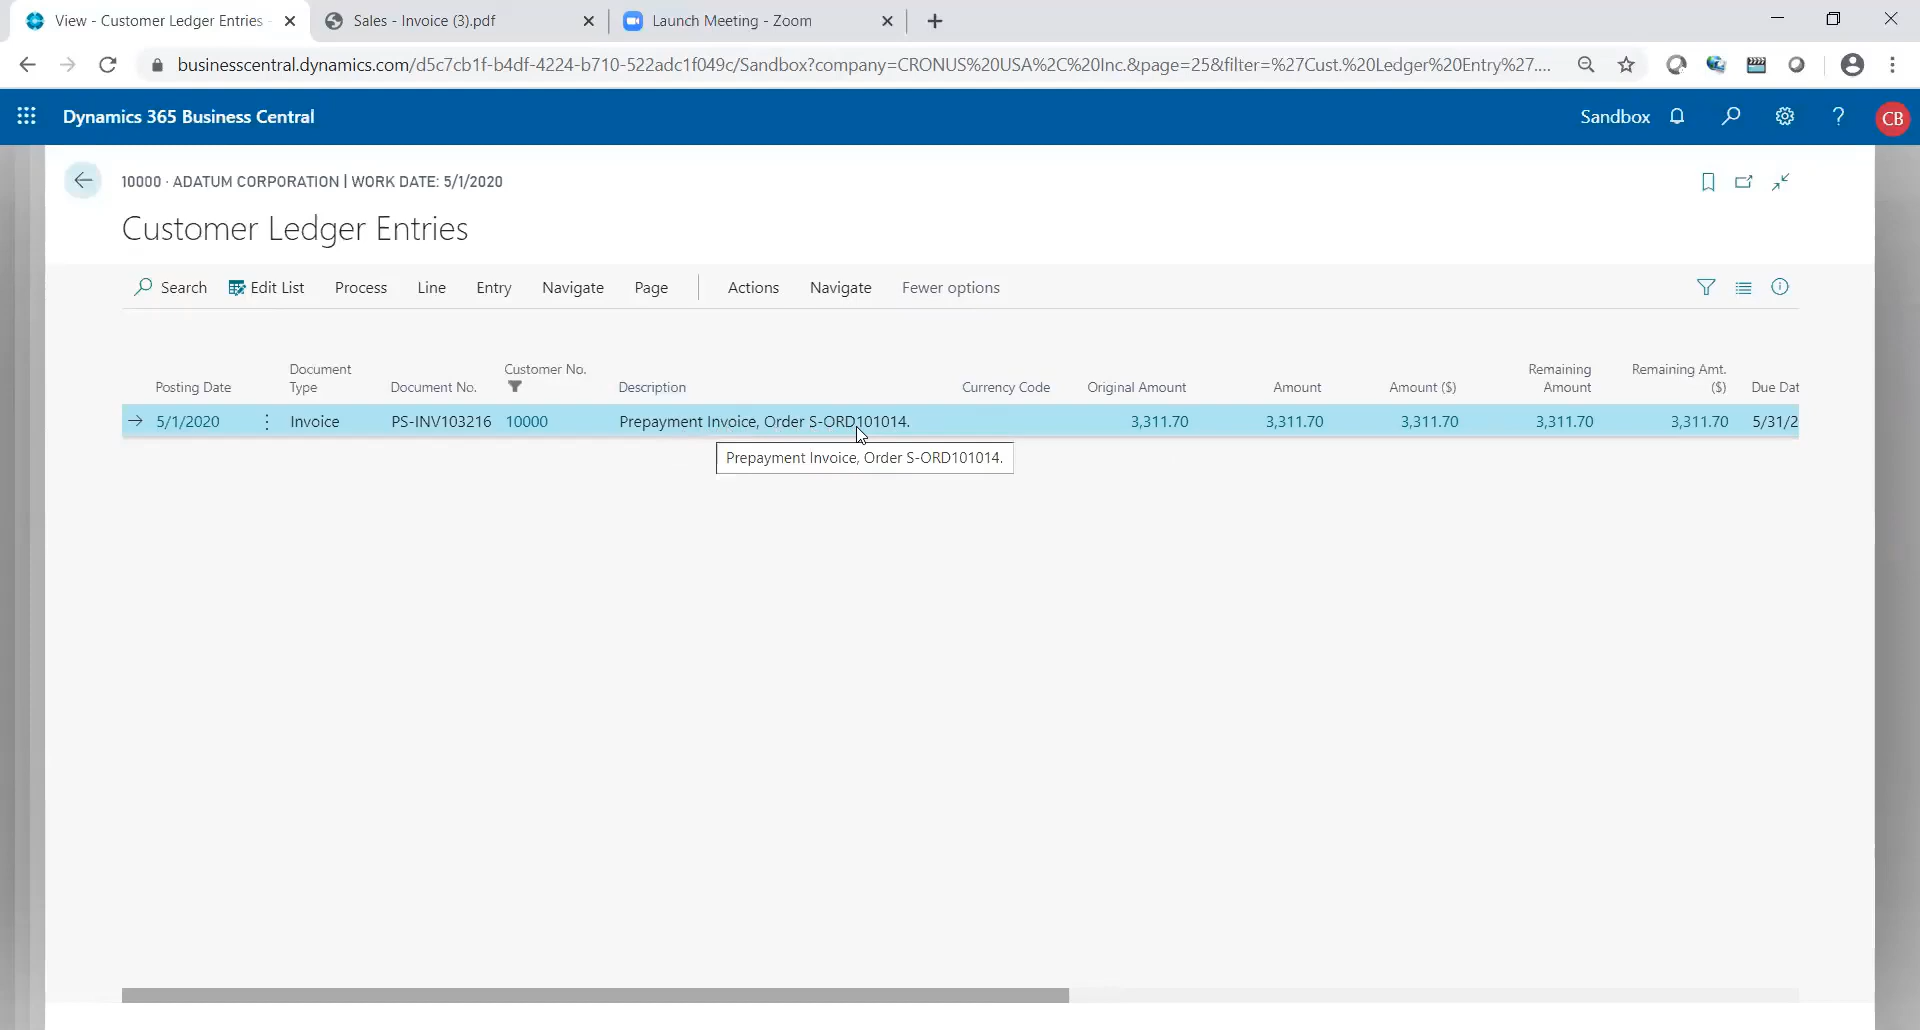 View - Customer Ledger Entries -
Sales - Invoice (3).pdf
Launch Meeting - Zoom
businesscentral.dynamics.com/d5c7cb1f-b4df-4224-b710-522adc1f049c/Sandbox?company=CRONUS%20USA%2C%20Inc.&page=25&filter=%27Cust.%20Ledger%20Entry%27....
Dynamics 365 Business Central
Sandbox
?
CB
10000 · ADATUM CORPORATION | WORK DATE: 5/1/2020
Customer Ledger Entries
Search Edit List Process Line Entry Navigate Page Actions Navigate Fewer options
Posting Date
Document
Type
Document No.
Customer No.
Description
Currency Code
Original Amount
Amount
Amount ($)
Remaining
Amount
Remaining Amt.
($)
Due Dat
5/1/2020 Invoice PS-INV103216 10000 Prepayment Invoice, Order S-ORD101014. 3,311.70 3,311.70 3,311.70 3,311.70 3,311.70 5/31/2
Prepayment Invoice, Order S-ORD101014.